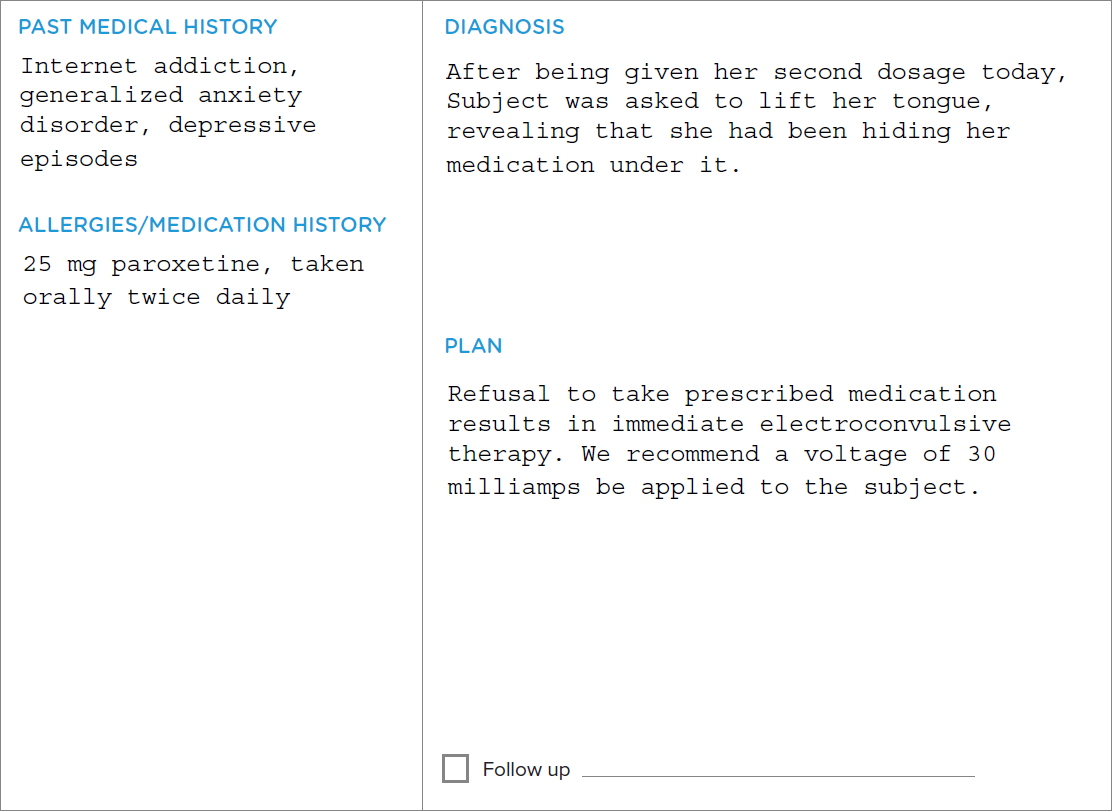 PAST MEDICAL HISTORY
Internet addiction,
generalized anxiety
disorder, depressive
episodes
ALLERGIES/MEDICATION HISTORY
25 mg paroxetine, taken
orally twice daily
DIAGNOSIS
After being given her second dosage today,
Subject was asked to lift her tongue,
revealing that she had been hiding her
medication under it.
PLAN
Refusal to take prescribed medication
results in immediate electroconvulsive
therapy. We recommend a voltage of 30
milliamps be applied to the subject.
Follow up